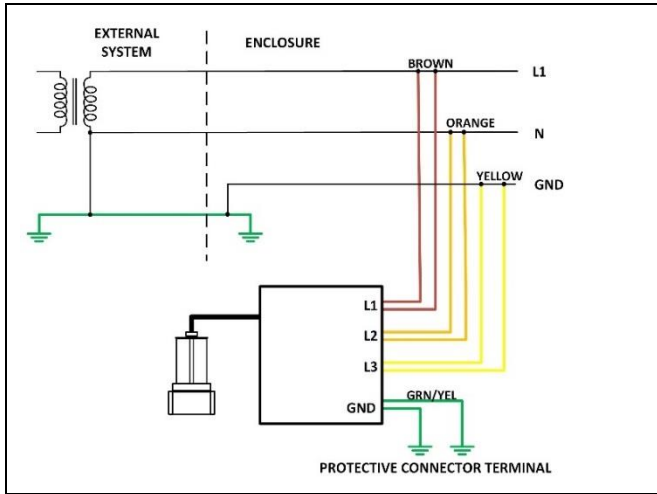 EXTERNAL
SYSTEM
ENCLOSURE
BROWN
L1
ORANGE
N
YELLOW
GND
L1
L2
L3
GND
GRN/YEL
PROTECTIVE CONNECTOR TERMINAL